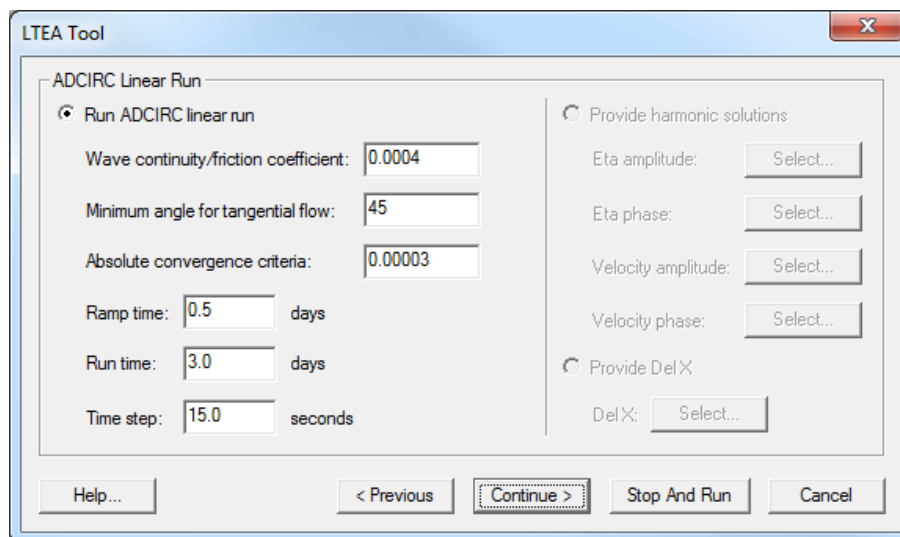 LTEA Tool
ADCIRC Linear Run
Run ADCIRC linear run
Wave continuity/friction coefficient: 0.0004
Minimum angle for tangential flow: 45
Absolute convergence criteria: 0.00003
Ramp time: 0.5 days
Run time: 3.0 days
Time step: 15.0 seconds
Provide harmonic solutions
Eta amplitude: Select...
Eta phase: Select...
Velocity amplitude: Select...
Velocity phase: Select...
Provide Del X
Del X: Select...
Help... < Previous Continue > Stop And Run Cancel